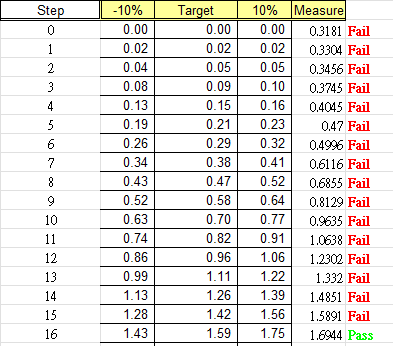 Step -10% Target 10% Measure
0 0.00 0.00 0.00 0.3181 Fail
1 0.02 0.02 0.02 0.3304 Fail
2 0.04 0.05 0.05 0.3456 Fail
3 0.08 0.09 0.10 0.3745 Fail
4 0.13 0.15 0.16 0.4045 Fail
5 0.19 0.21 0.23 0.47 Fail
6 0.26 0.29 0.32 0.4996 Fail
7 0.34 0.38 0.41 0.6116 Fail
8 0.43 0.47 0.52 0.6855 Fail
9 0.52 0.58 0.64 0.8129 Fail
10 0.63 0.70 0.77 0.9635 Fail
11 0.74 0.82 0.91 1.0638 Fail
12 0.86 0.96 1.06 1.2302 Fail
13 0.99 1.11 1.22 1.332 Fail
14 1.13 1.26 1.39 1.4851 Fail
15 1.28 1.42 1.56 1.5891 Fail
16 1.43 1.59 1.75 1.6944 Pass